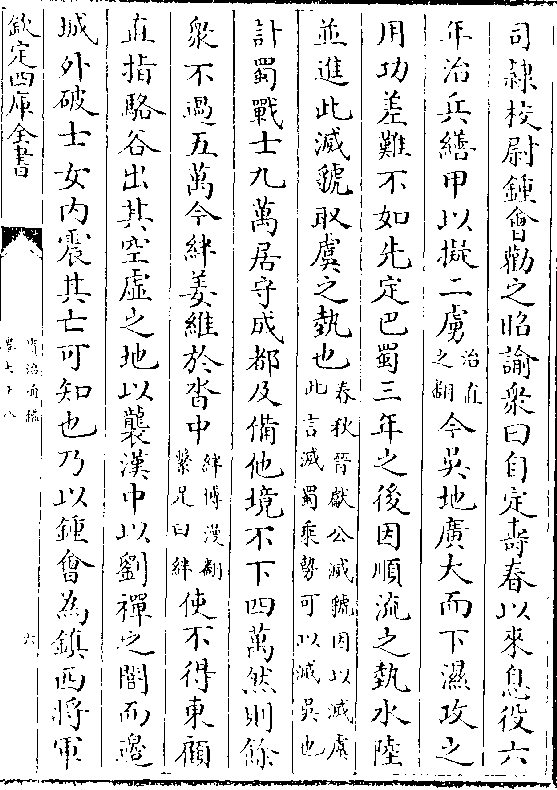 司隸校尉鍾會勸之昭諭衆曰自定壽春以來息役六
年治兵繕甲以擬二虜治直之翻今吳地廣大而下濕攻之
用功差難不如先定巴蜀三年之後因順流之埶水陸
並進此滅虢取虞之埶也春秋晉獻公滅虢因以滅虞此言滅蜀乘勢可以滅吳也
計蜀戰士九萬居守成都及備他境不下四萬然則餘
衆不過五萬今絆姜維於沓中絆博漫翻縶足曰絆使不得東顧
直指駱谷出其空虛之地以襲漢中以劉禪之闇而邊
城外破士女内震其亡可知也乃以鍾會為鎮西將軍
欽定四庫全書
資治通鑑
卷七十八
六